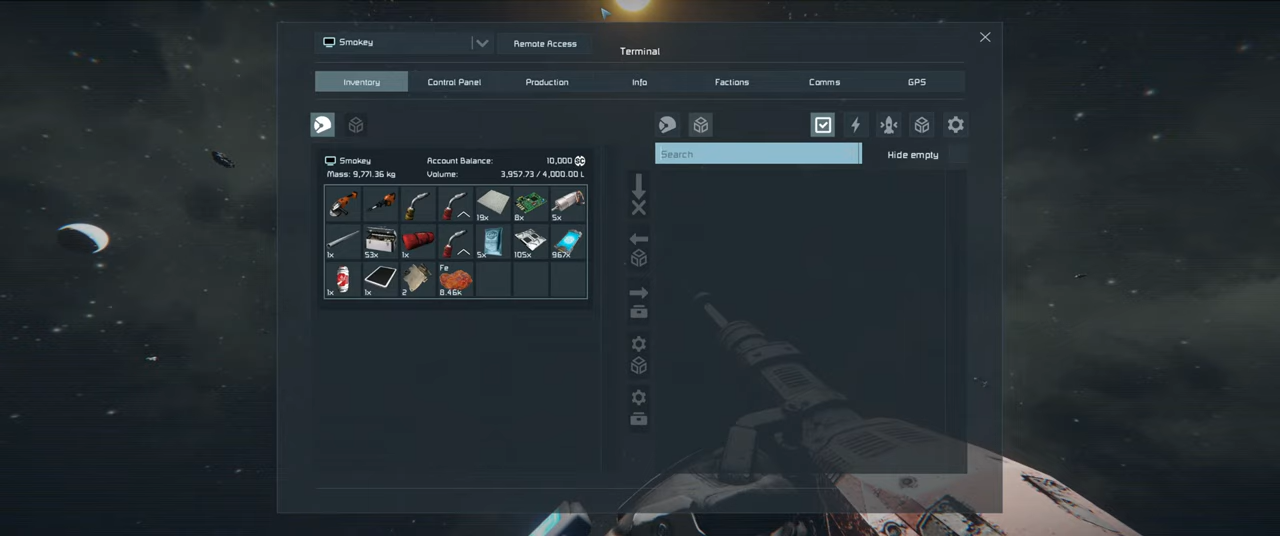 Smokey
Remote Access
Terminal
Inventory
Control Panel
Production
Info
Factions
Comms
GPS
Search
Hide empty
Smokey
Account Balance: 10,000
Mass: 9,771.36 kg
Volume: 3,957.73 / 4,000.00 L
19x
8x
5x
1x
53x
1x
5x
105x
967x
1x
1x
2
Fe
8.46k